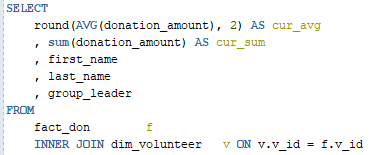 SELECT
round(AVG(donation_amount), 2) AS cur_avg
, sum(donation_amount) AS cur_sum
, first_name
, last_name
, group_leader
FROM
fact_don f
INNER JOIN dim_volunteer v ON v.v_id = f.v_id